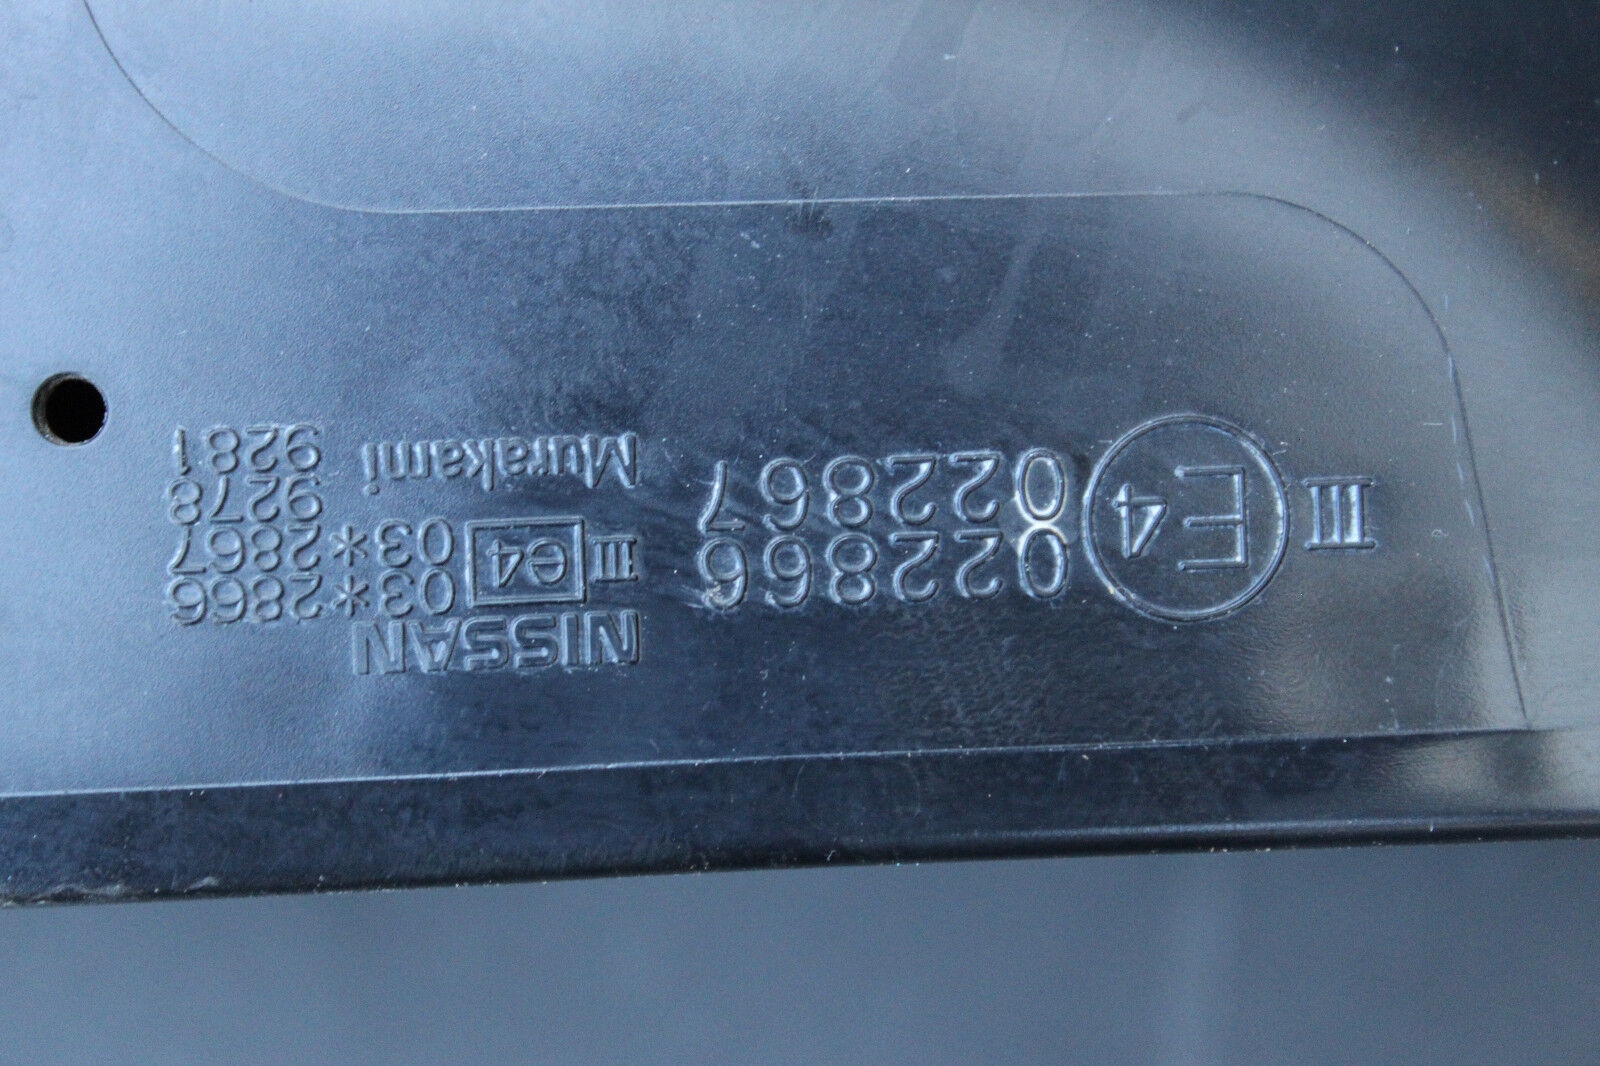 III E4 022866
022867
NISSAN
III e4 03*2866
03*2867
9278
Murakami 9281